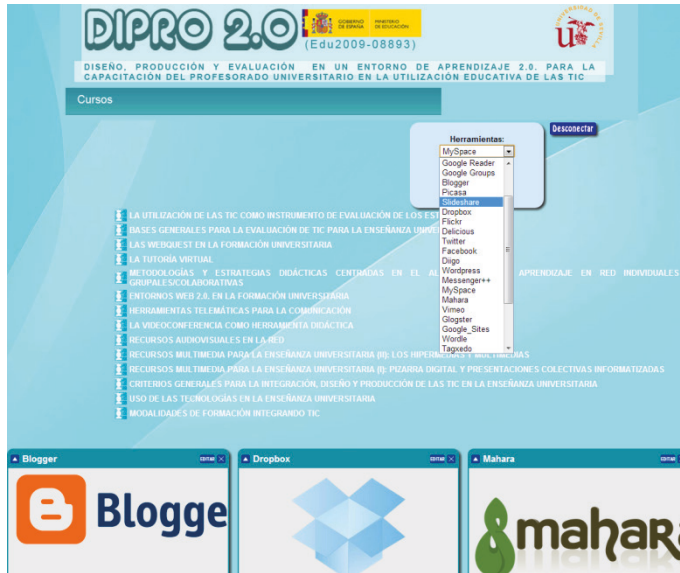 DIPRO 2.0
GOBIERNO DE ESPAÑA
MINISTERIO DE EDUCACIÓN
(Edu2009-08893)
DISEÑO, PRODUCCIÓN Y EVALUACIÓN EN UN ENTORNO DE APRENDIZAJE 2.0. PARA LA
CAPACITACIÓN DEL PROFESORADO UNIVERSITARIO EN LA UTILIZACIÓN EDUCATIVA DE LAS TIC
Cursos
Desconectar
Herramientas:
MySpace
Google Reader
Google Groups
Blogger
Picasa
Slideshare
Dropbox
Flickr
Delicious
Twitter
Facebook
Diigo
Wordpress
Messenger++
MySpace
Mahara
Vimeo
Glogster
Google_Sites
Wordle
Tagxedo
LA UTILIZACIÓN DE LAS TIC COMO INSTRUMENTO DE EVALUACIÓN DE LOS EST
BASES GENERALES PARA LA EVALUACIÓN DE TIC PARA LA ENSEÑANZA UNIVE
LAS WEBQUEST EN LA FORMACIÓN UNIVERSITARIA
LA TUTORÍA VIRTUAL
METODOLOGÍAS Y ESTRATEGIAS DIDÁCTICAS CENTRADAS EN EL AL APRENDIZAJE EN RED INDIVIDUALES
GRUPALES/COLABORATIVAS
ENTORNOS WEB 2.0. EN LA FORMACIÓN UNIVERSITARIA
HERRAMIENTAS TELEMÁTICAS PARA LA COMUNICACIÓN
LA VIDEOCONFERENCIA COMO HERRAMIENTA DIDÁCTICA
RECURSOS AUDIOVISUALES EN LA RED
RECURSOS MULTIMEDIA PARA LA ENSEÑANZA UNIVERSITARIA (II): LOS HIPERMEDIAS Y MULTIMEDIAS
RECURSOS MULTIMEDIA PARA LA ENSEÑANZA UNIVERSITARIA (I): PIZARRA DIGITAL Y PRESENTACIONES COLECTIVAS INFORMATIZADAS
CRITERIOS GENERALES PARA LA INTEGRACIÓN, DISEÑO Y PRODUCCIÓN DE LAS TIC EN LA ENSEÑANZA UNIVERSITARIA
USO DE LAS TECNOLOGÍAS EN LA ENSEÑANZA UNIVERSITARIA
MODALIDADES DE FORMACIÓN INTEGRANDO TIC
Blogger EDITAR X
Dropbox EDITAR X
Mahara EDITAR
Blogge
mahara